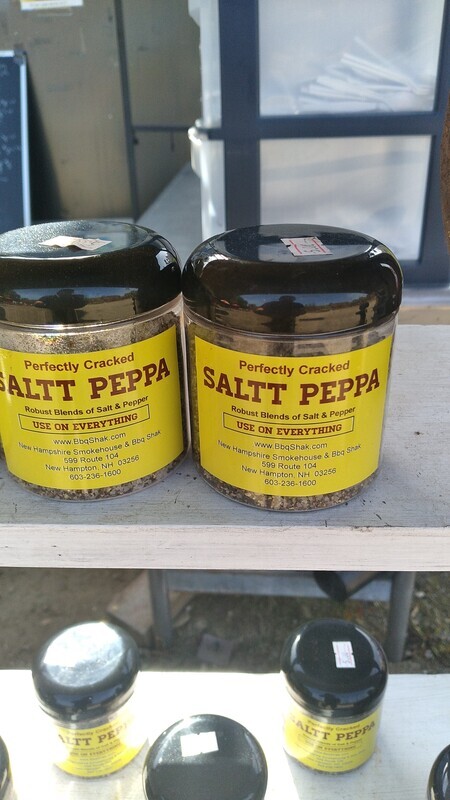 Perfectly Cracked
SALTT PEPPA
Robust Blends of Salt & Pepper
USE ON EVERYTHING
www.BbqShak.com
New Hampshire Smokehouse & Bbq Shak
599 Route 104
New Hampton, NH 03256
603-236-1600
Perfectly Cracked
SALTT PEPPA
Robust Blends of Salt & Pepper
USE ON EVERYTHING
www.BbqShak.com
New Hampshire Smokehouse & Bbq Shak
599 Route 104
New Hampton, NH 03256
603-236-1600
Perfectly Cracked
ALTT PEPPA
Perfectly Cracked
SALTT PEPPA